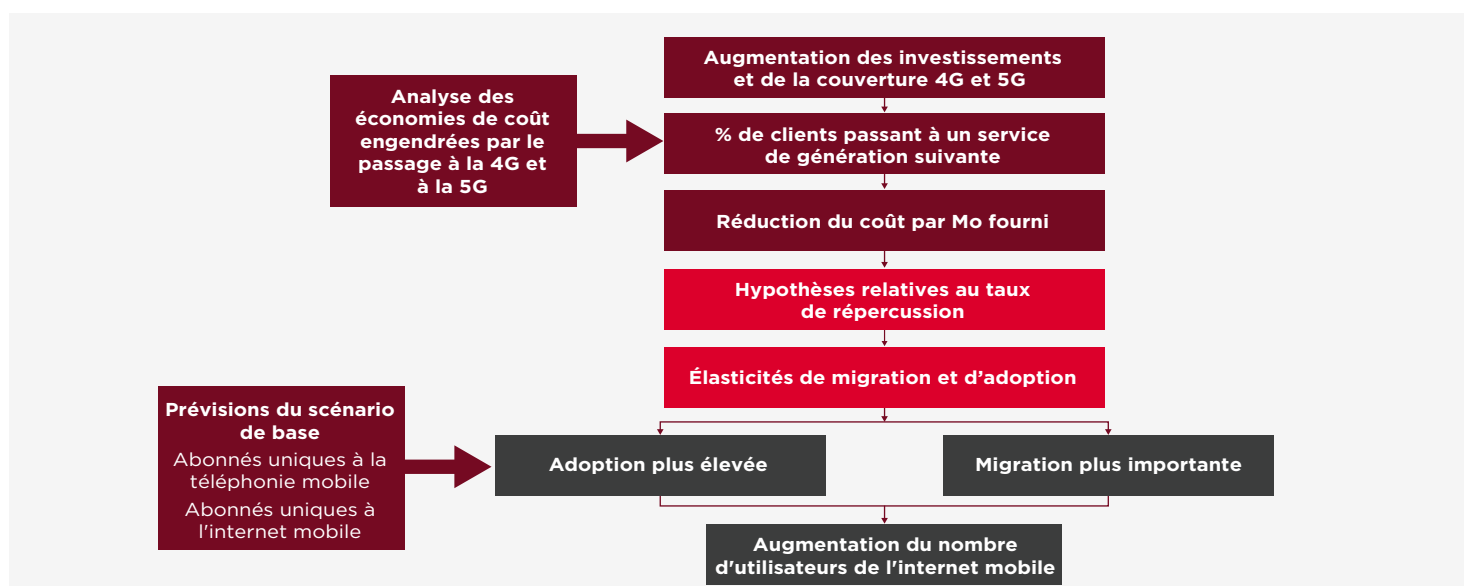 Augmentation des investissements
et de la couverture 4G et 5G
Analyse des
économies de coût
engendrées par le
passage à la 4G et
à la 5G
% de clients passant à un service
de génération suivante
Réduction du coût par Mo fourni
Hypothèses relatives au taux
de répercussion
Élasticités de migration et d’adoption
Prévisions du scénario
de base
Abonnés uniques à la
téléphonie mobile
Abonnés uniques à
l'internet mobile
Adoption plus élevée
Migration plus importante
Augmentation du nombre
d'utilisateurs de l'internet mobile